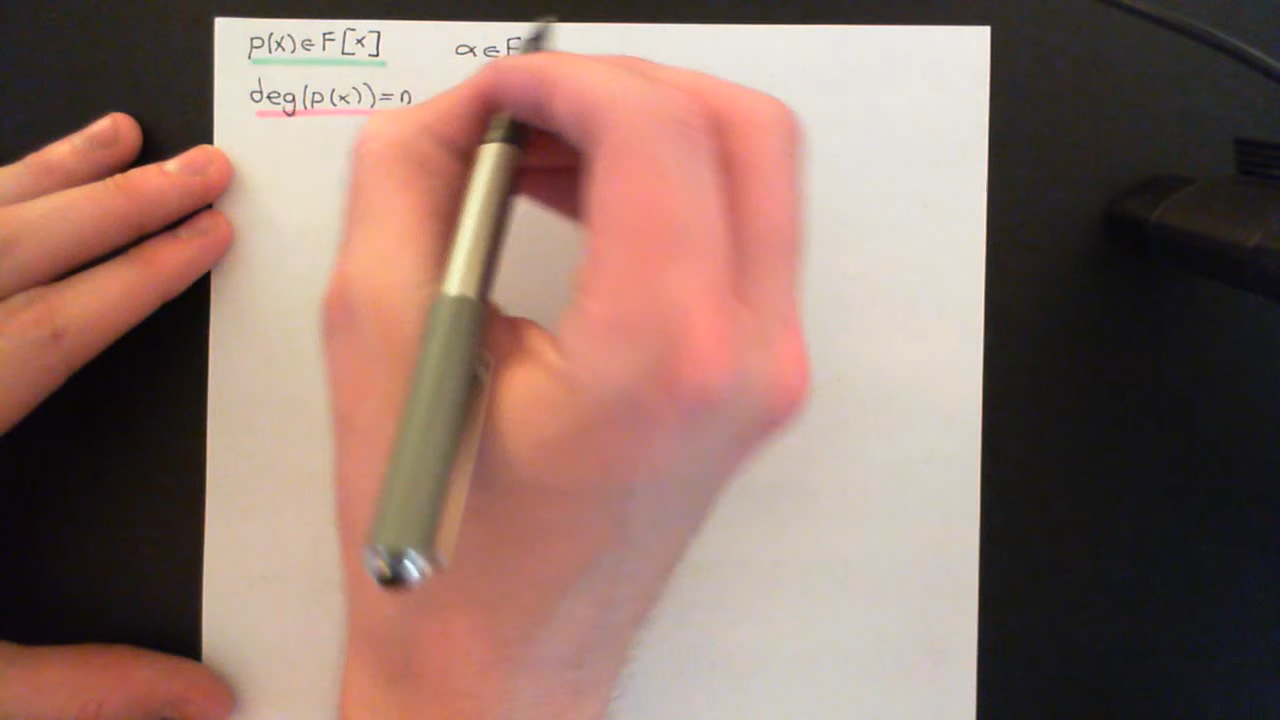 p(x)∈F[x] α∈F
deg(p(x))=n